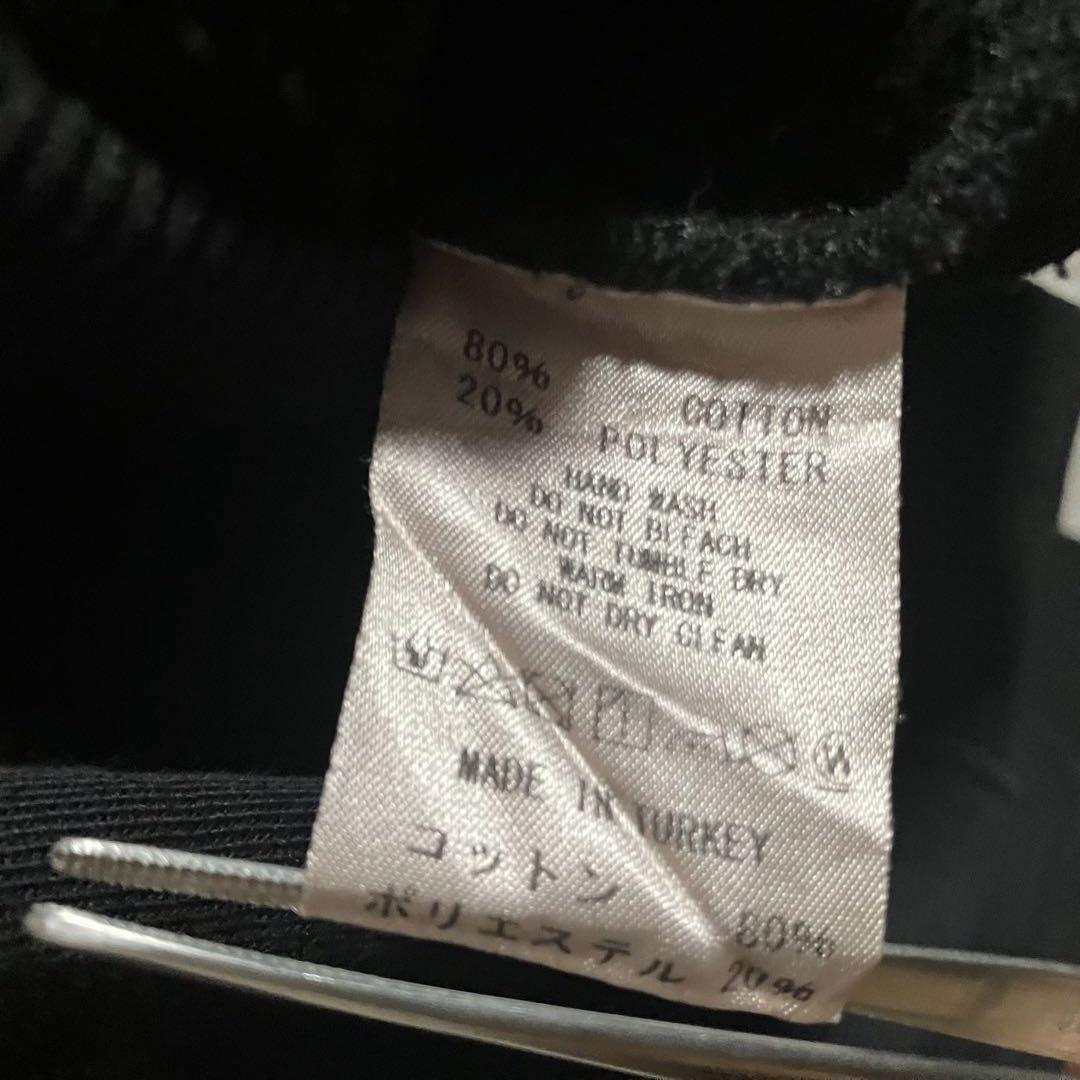 80% COTTON
20% POLYESTER
HAND WASH
DO NOT BLEACH
DO NOT TUMBLE DRY
WARM IRON
DO NOT DRY CLEAN
MADE IN TURKEY
コットン 80%
ポリエステル 20%